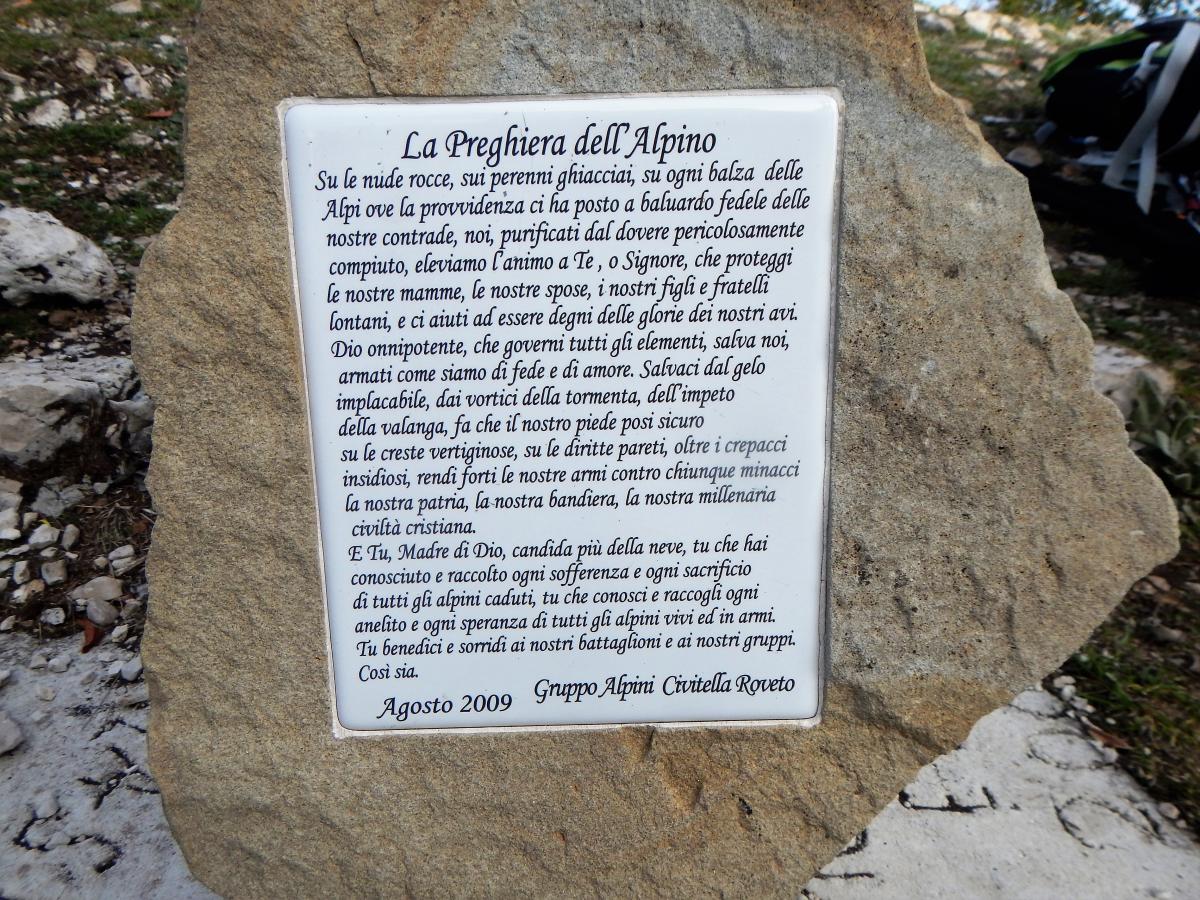 La Preghiera dell'Alpino
Su le nude rocce, sui perenni ghiacciai, su ogni balza delle
Alpi ove la provvidenza ci ha posto a baluardo fedele delle
nostre contrade, noi, purificati dal dovere pericolosamente
compiuto, eleviamo l'animo a Te , o Signore, che proteggi
le nostre mamme, le nostre spose, i nostri figli e fratelli
lontani, e ci aiuti ad essere degni delle glorie dei nostri avi.
Dio onnipotente, che governi tutti gli elementi, salva noi,
armati come siamo di fede e di amore. Salvaci dal gelo
implacabile, dai vortici della tormenta, dell'impeto
della valanga, fa che il nostro piede posi sicuro
su le creste vertiginose, su le diritte pareti, oltre i crepacci
insidiosi, rendi forti le nostre armi contro chiunque minacci
la nostra patria, la nostra bandiera, la nostra millenaria
civiltà cristiana.
E Tu, Madre di Dio, candida più della neve, tu che hai
conosciuto e raccolto ogni sofferenza e ogni sacrificio
di tutti gli alpini caduti, tu che conosci e raccogli ogni
anelito e ogni speranza di tutti gli alpini vivi ed in armi.
Tu benedici e sorridi ai nostri battaglioni e ai nostri gruppi.
Così sia.
Agosto 2009 Gruppo Alpini Civitella Roveto